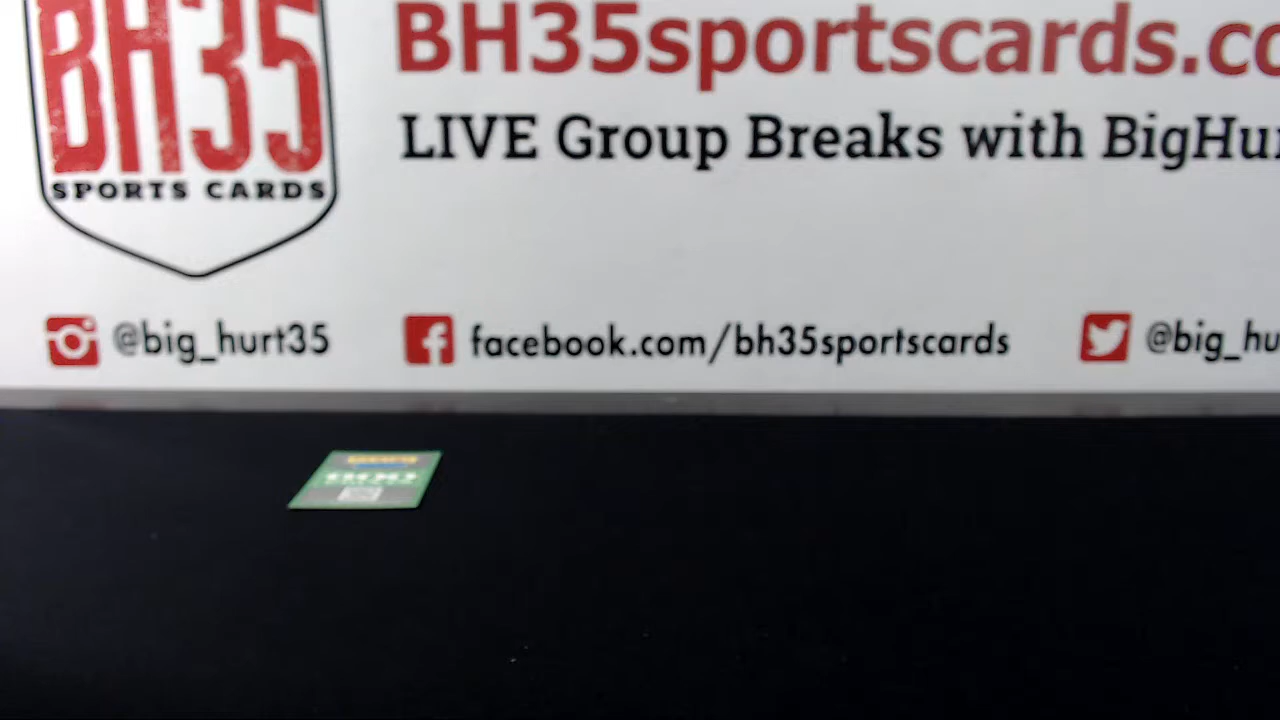 BH35
SPORTS CARDS
BH35sportscards.co
LIVE Group Breaks with BigHu
@big_hurt35
facebook.com/bh35sportscards
@big_hu